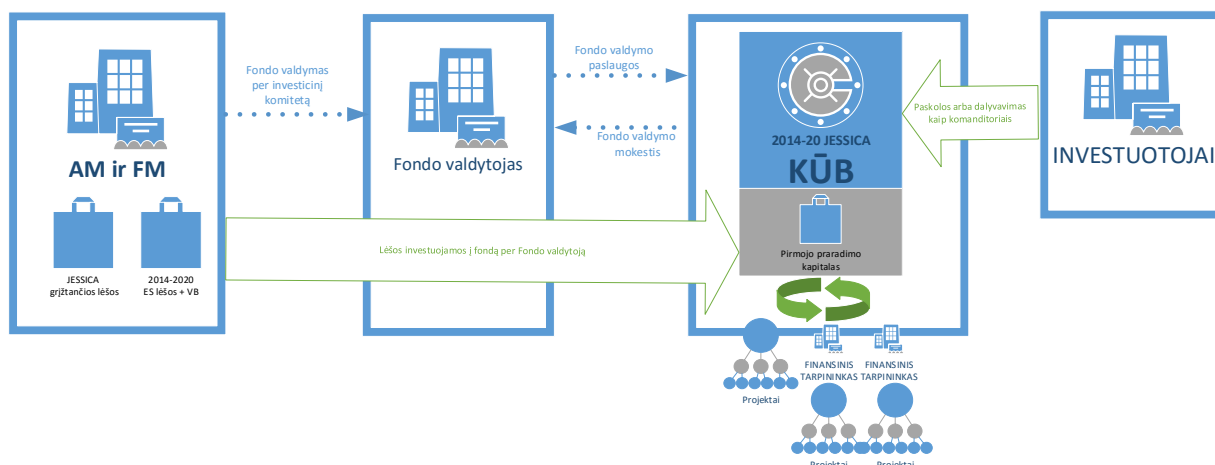 AM ir FM
JESSICA
grįžtančios lėšos
2014-2020
ES lėšos + VB
Fondo valdymas
per investicinį
komitetą
Fondo valdytojas
Fondo valdymo
paslaugos
Fondo valdymo
mokestis
Lėšos investuojamos į fondą per Fondo valdytoją
2014-20 JESSICA
KŪB
Pirmojo praradimo
kapitalas
Paskolos arba dalyvavimas
kaip komanditoriais
INVESTUOTOJAI
Projektai
FINANSINIS
TARPININKAS
Projektai
FINANSINIS
TARPININKAS
Projektai